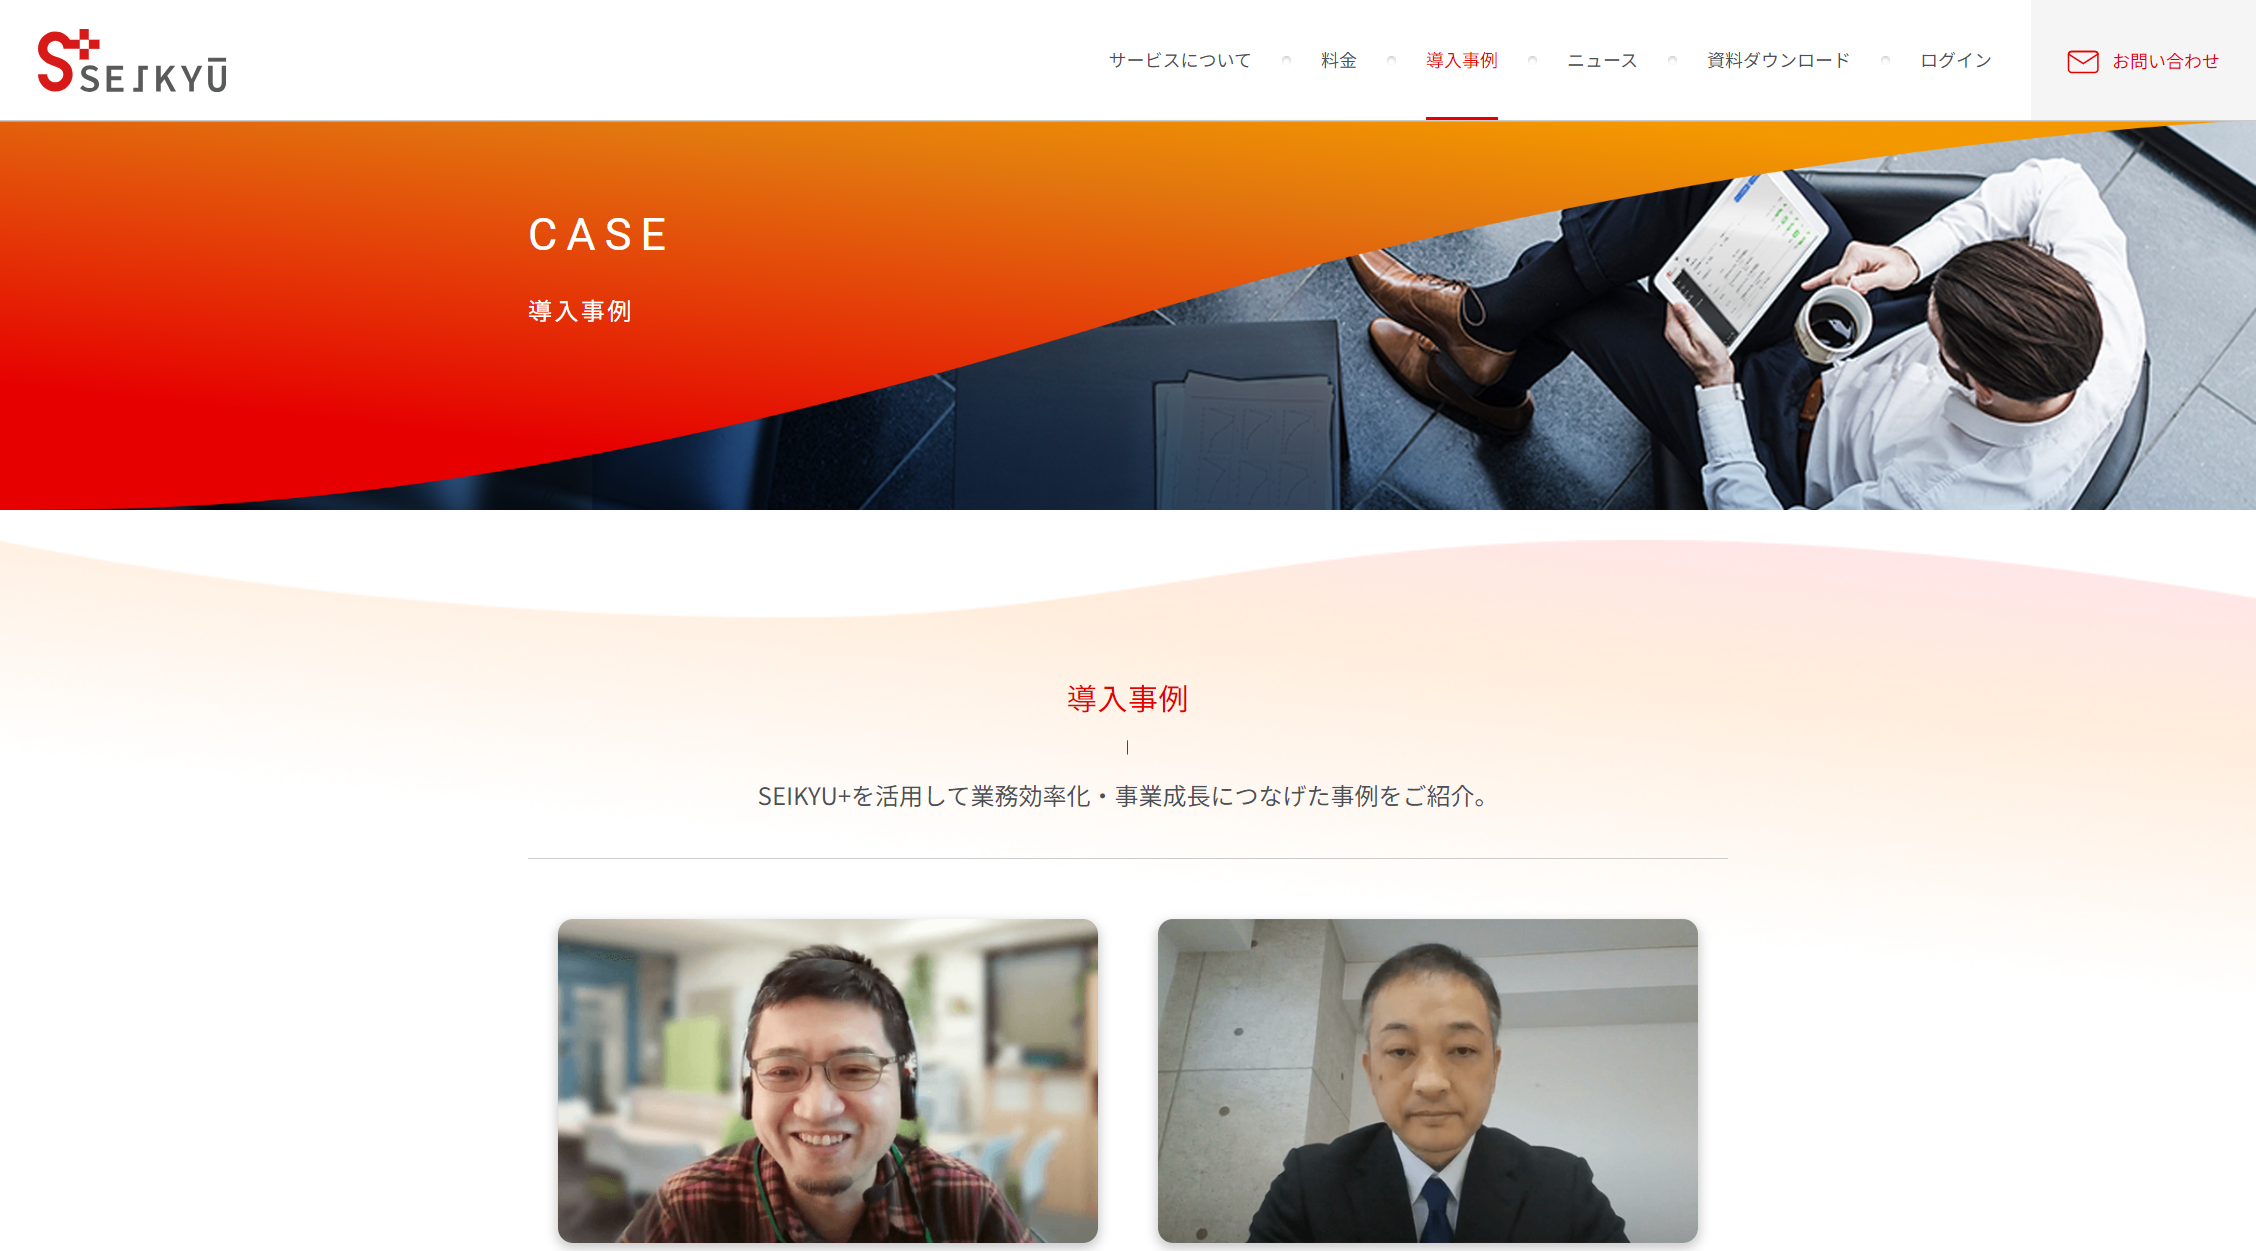 S+ SEIKYŪ
サービスについて
料金
導入事例
ニュース
資料ダウンロード
ログイン
お問い合わせ
CASE
導入事例
導入事例
SEIKYU+を活用して業務効率化・事業成長につなげた事例をご紹介。